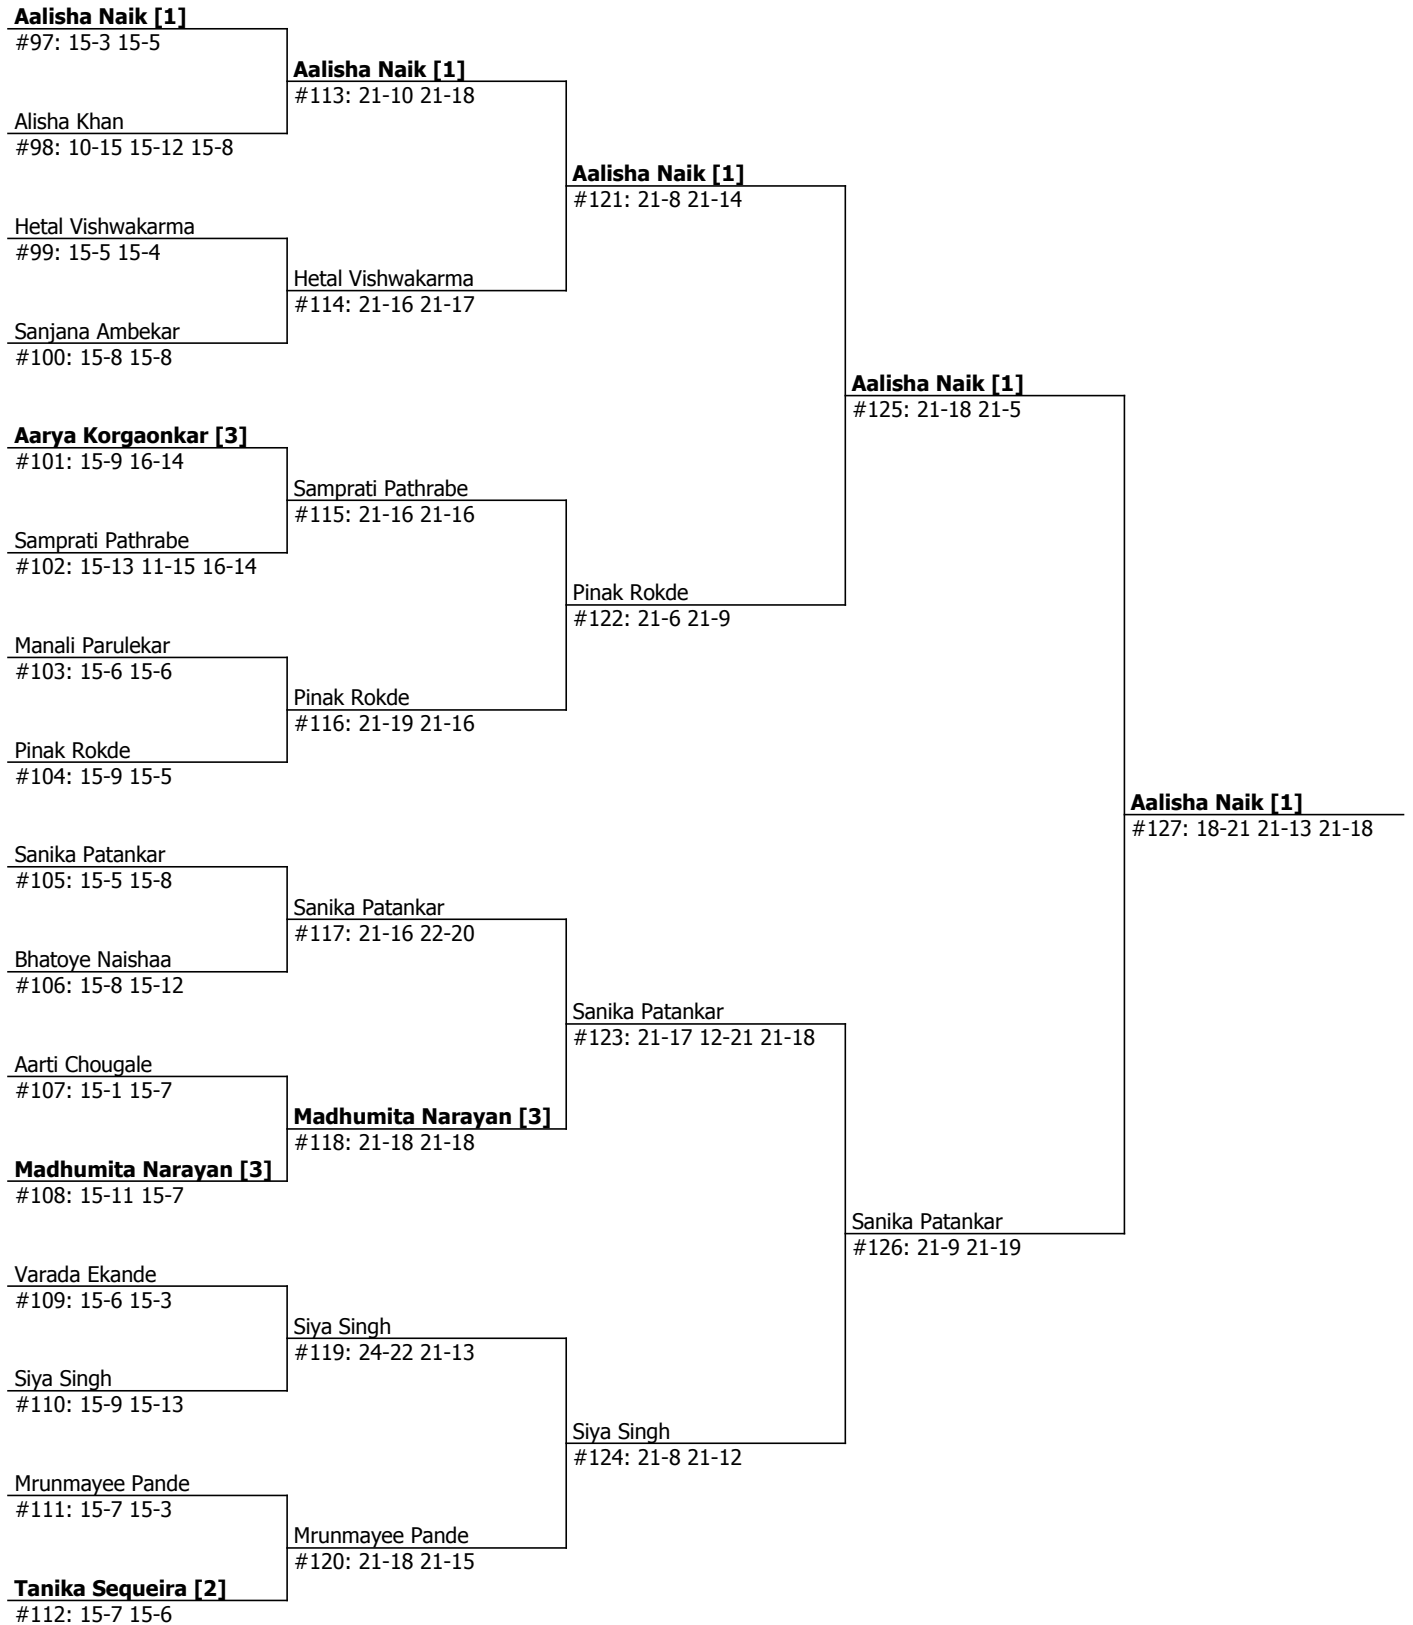 Aalisha Naik [1]
#97: 15-3 15-5
Aalisha Naik [1]
#113: 21-10 21-18
Alisha Khan
#98: 10-15 15-12 15-8
Aalisha Naik [1]
#121: 21-8 21-14
Hetal Vishwakarma
#99: 15-5 15-4
Hetal Vishwakarma
#114: 21-16 21-17
Sanjana Ambekar
#100: 15-8 15-8
Aalisha Naik [1]
#125: 21-18 21-5
Aarya Korgaonkar [3]
#101: 15-9 16-14
Samprati Pathrabe
#115: 21-16 21-16
Samprati Pathrabe
#102: 15-13 11-15 16-14
Pinak Rokde
#122: 21-6 21-9
Manali Parulekar
#103: 15-6 15-6
Pinak Rokde
#116: 21-19 21-16
Pinak Rokde
#104: 15-9 15-5
Aalisha Naik [1]
#127: 18-21 21-13 21-18
Sanika Patankar
#105: 15-5 15-8
Sanika Patankar
#117: 21-16 22-20
Bhatoye Naishaa
#106: 15-8 15-12
Sanika Patankar
#123: 21-17 12-21 21-18
Aarti Chougale
#107: 15-1 15-7
Madhumita Narayan [3]
#118: 21-18 21-18
Madhumita Narayan [3]
#108: 15-11 15-7
Sanika Patankar
#126: 21-9 21-19
Varada Ekande
#109: 15-6 15-3
Siya Singh
#119: 24-22 21-13
Siya Singh
#110: 15-9 15-13
Siya Singh
#124: 21-8 21-12
Mrunmayee Pande
#111: 15-7 15-3
Mrunmayee Pande
#120: 21-18 21-15
Tanika Sequeira [2]
#112: 15-7 15-6